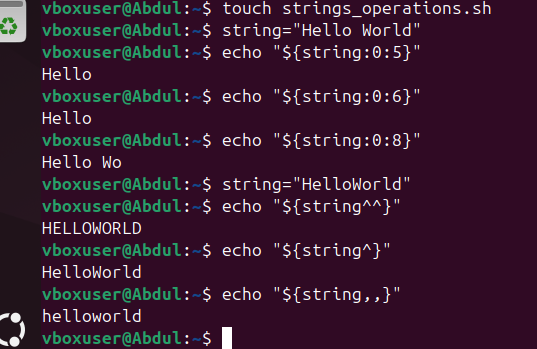 vboxuser@Abdul:~$ touch strings_operations.sh
vboxuser@Abdul:~$ string="Hello World"
vboxuser@Abdul:~$ echo "${string:0:5}"
Hello
vboxuser@Abdul:~$ echo "${string:0:6}"
Hello
vboxuser@Abdul:~$ echo "${string:0:8}"
Hello Wo
vboxuser@Abdul:~$ string="HelloWorld"
vboxuser@Abdul:~$ echo "${string^^}"
HELLOWORLD
vboxuser@Abdul:~$ echo "${string^}"
HelloWorld
vboxuser@Abdul:~$ echo "${string,,}"
helloworld
vboxuser@Abdul:~$